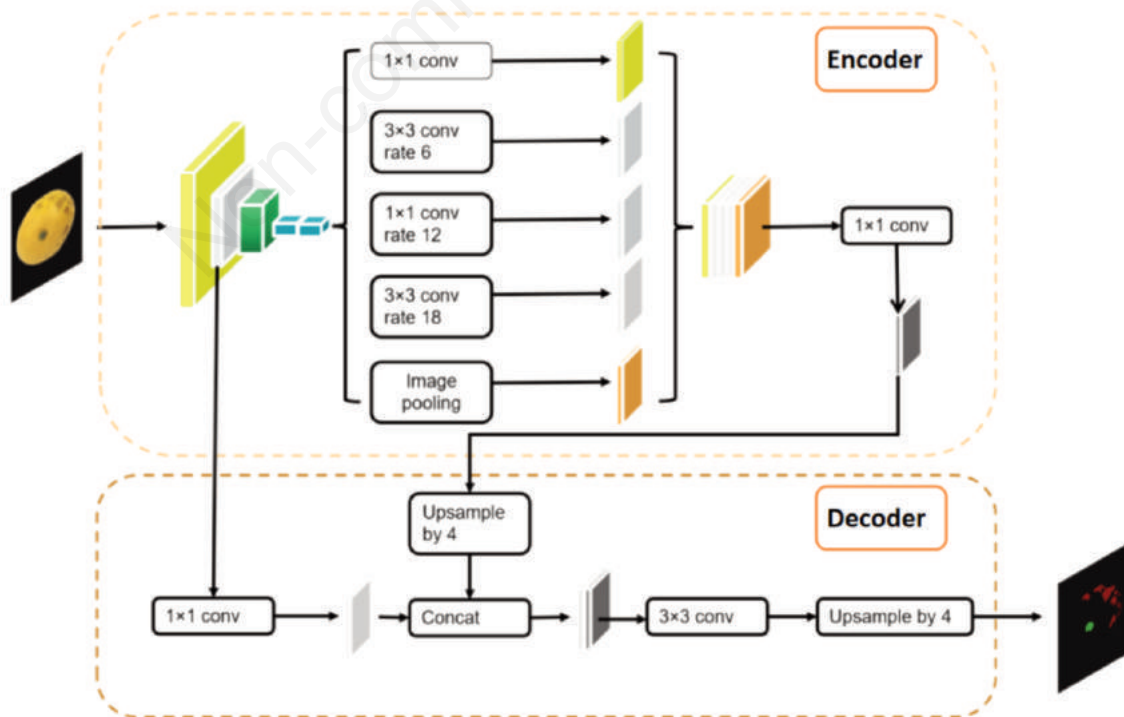 Encoder
1×1 conv
3×3 conv
rate 6
1×1 conv
rate 12
3×3 conv
rate 18
Image
pooling
1×1 conv
Decoder
Upsample
by 4
1×1 conv
Concat
3×3 conv
Upsample by 4